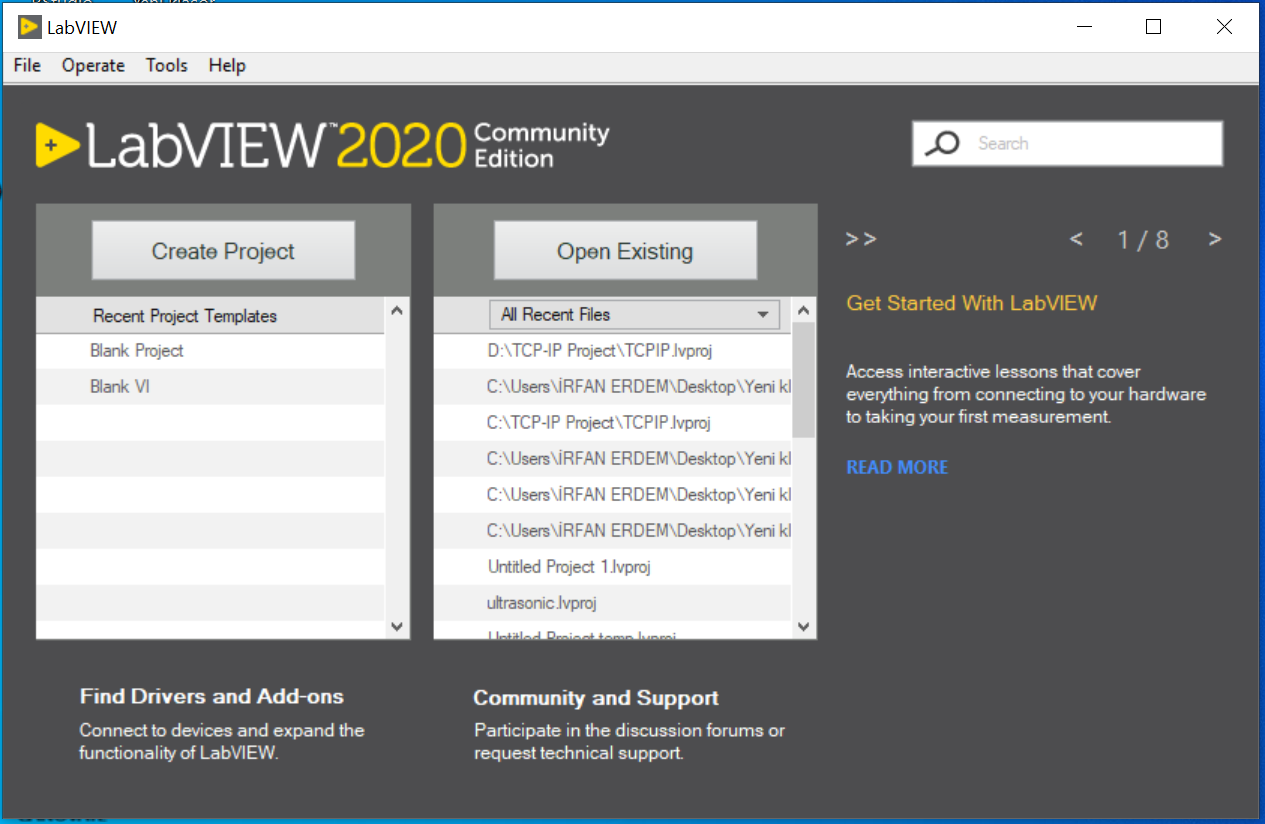 LabVIEW
File Operate Tools Help
LabVIEW™ 2020 Community
Edition
Search
Create Project
Recent Project Templates
Blank Project
Blank VI
Open Existing
All Recent Files
D:\TCP-IP Project\TCPIP.lvproj
C:\Users\İRFAN ERDEM\Desktop\Yeni kl
C:\TCP-IP Project\TCPIP.lvproj
C:\Users\İRFAN ERDEM\Desktop\Yeni kl
C:\Users\İRFAN ERDEM\Desktop\Yeni kl
C:\Users\İRFAN ERDEM\Desktop\Yeni kl
Untitled Project 1.lvproj
ultrasonic.lvproj
Untitled Project temp.lvproj
>> < 1 / 8 >
Get Started With LabVIEW
Access interactive lessons that cover
everything from connecting to your hardware
to taking your first measurement.
READ MORE
Find Drivers and Add-ons
Connect to devices and expand the
functionality of LabVIEW.
Community and Support
Participate in the discussion forums or
request technical support.